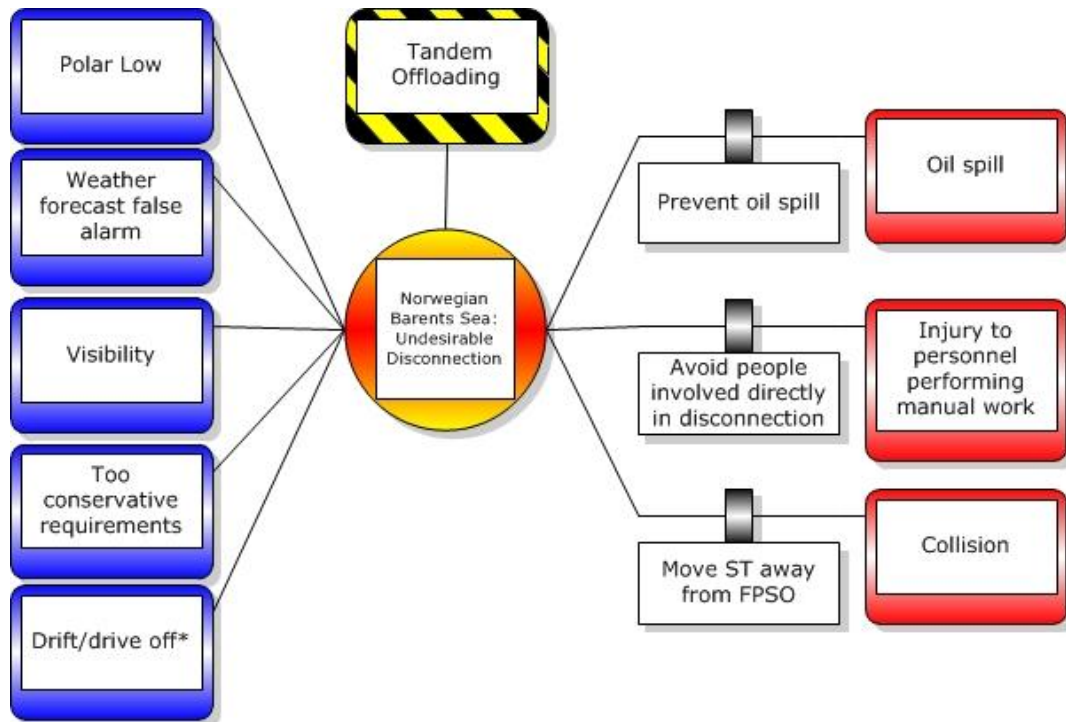 Polar Low
Weather
forecast false
alarm
Visibility
Too
conservative
requirements
Drift/drive off*
Tandem
Offloading
Norwegian
Barents Sea:
Undesirable
Disconnection
Prevent oil spill
Avoid people
involved directly
in disconnection
Move ST away
from FPSO
Oil spill
Injury to
personnel
performing
manual work
Collision